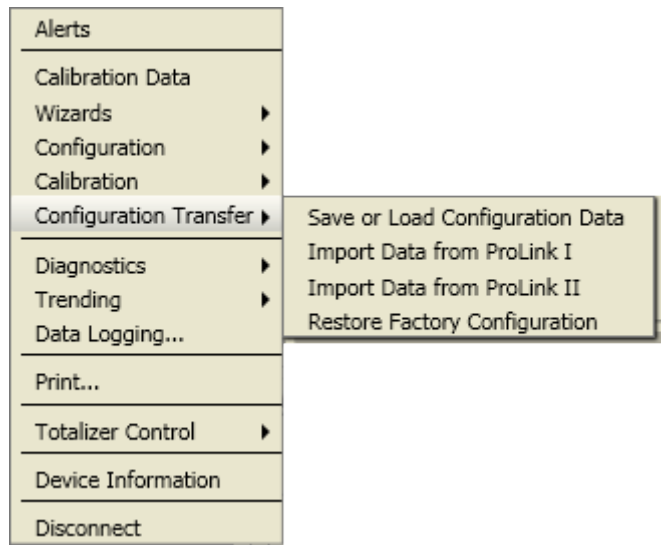 Alerts
Calibration Data
Wizards
Configuration
Calibration
Configuration Transfer
Save or Load Configuration Data
Import Data from ProLink I
Import Data from ProLink II
Restore Factory Configuration
Diagnostics
Trending
Data Logging...
Print...
Totalizer Control
Device Information
Disconnect